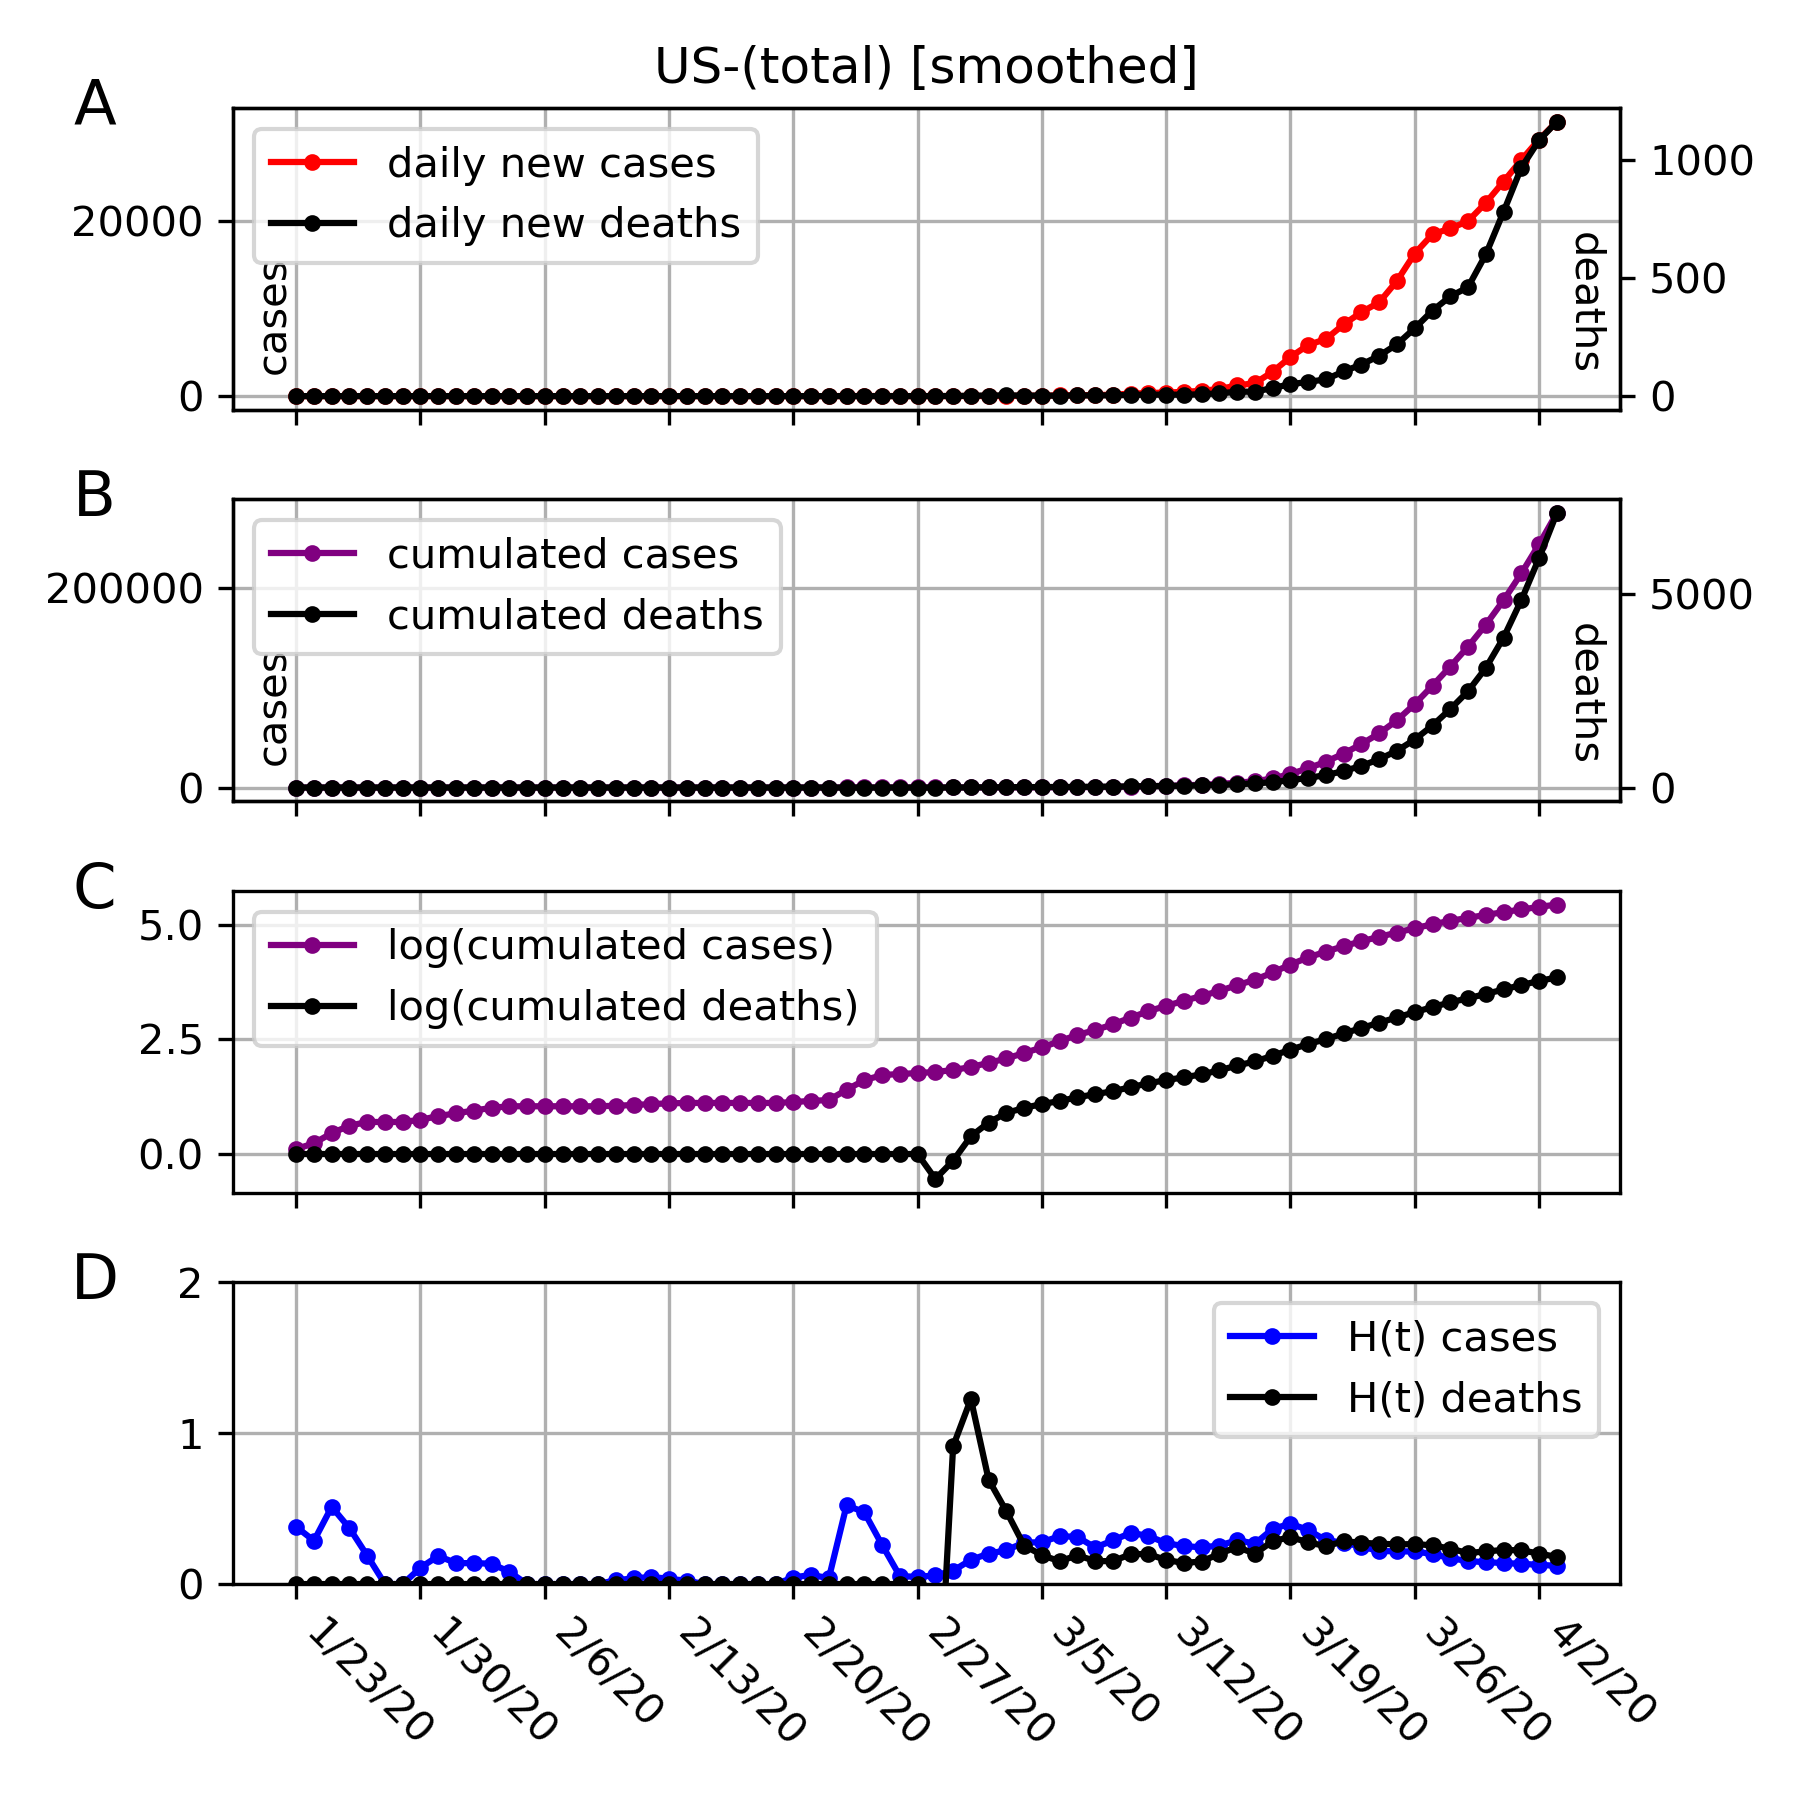 US-(total) [smoothed]
A
daily new cases
daily new deaths
20000
0
cases
1000
500
0
deaths
B
cumulated cases
cumulated deaths
200000
0
cases
5000
0
deaths
C
log(cumulated cases)
log(cumulated deaths)
5.0
2.5
0.0
D
H(t) cases
H(t) deaths
2
1
0
1/23/20
1/30/20
2/6/20
2/13/20
2/20/20
2/27/20
3/5/20
3/12/20
3/19/20
3/26/20
4/2/20